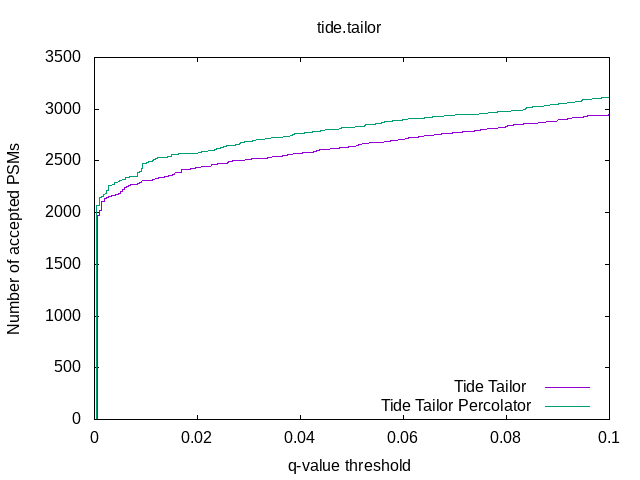 tide.tailor
3500
3000
2500
2000
1500
1000
500
0
Number of accepted PSMs
Tide Tailor
Tide Tailor Percolator
0 0.02 0.04 0.06 0.08 0.1
q-value threshold